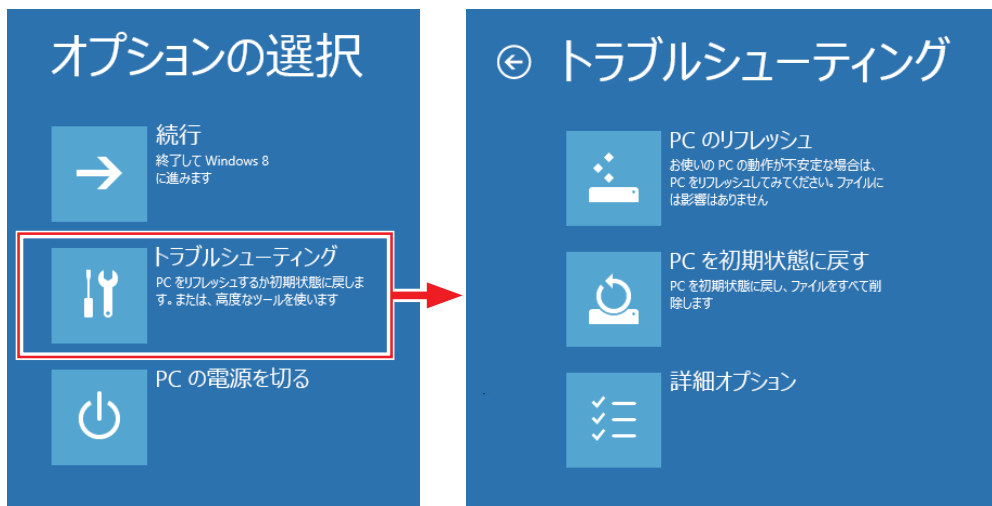 オプションの選択
続行
終了して Windows 8
に進みます
トラブルシューティング
PC をリフレッシュするか初期状態に戻しま
す。または、高度なツールを使います
PC の電源を切る
トラブルシューティング
PC のリフレッシュ
お使いの PC の動作が不安定な場合は、
PC をリフレッシュしてみてください。ファイルに
は影響はありません
PC を初期状態に戻す
PC を初期状態に戻し、ファイルをすべて削
除します
詳細オプション